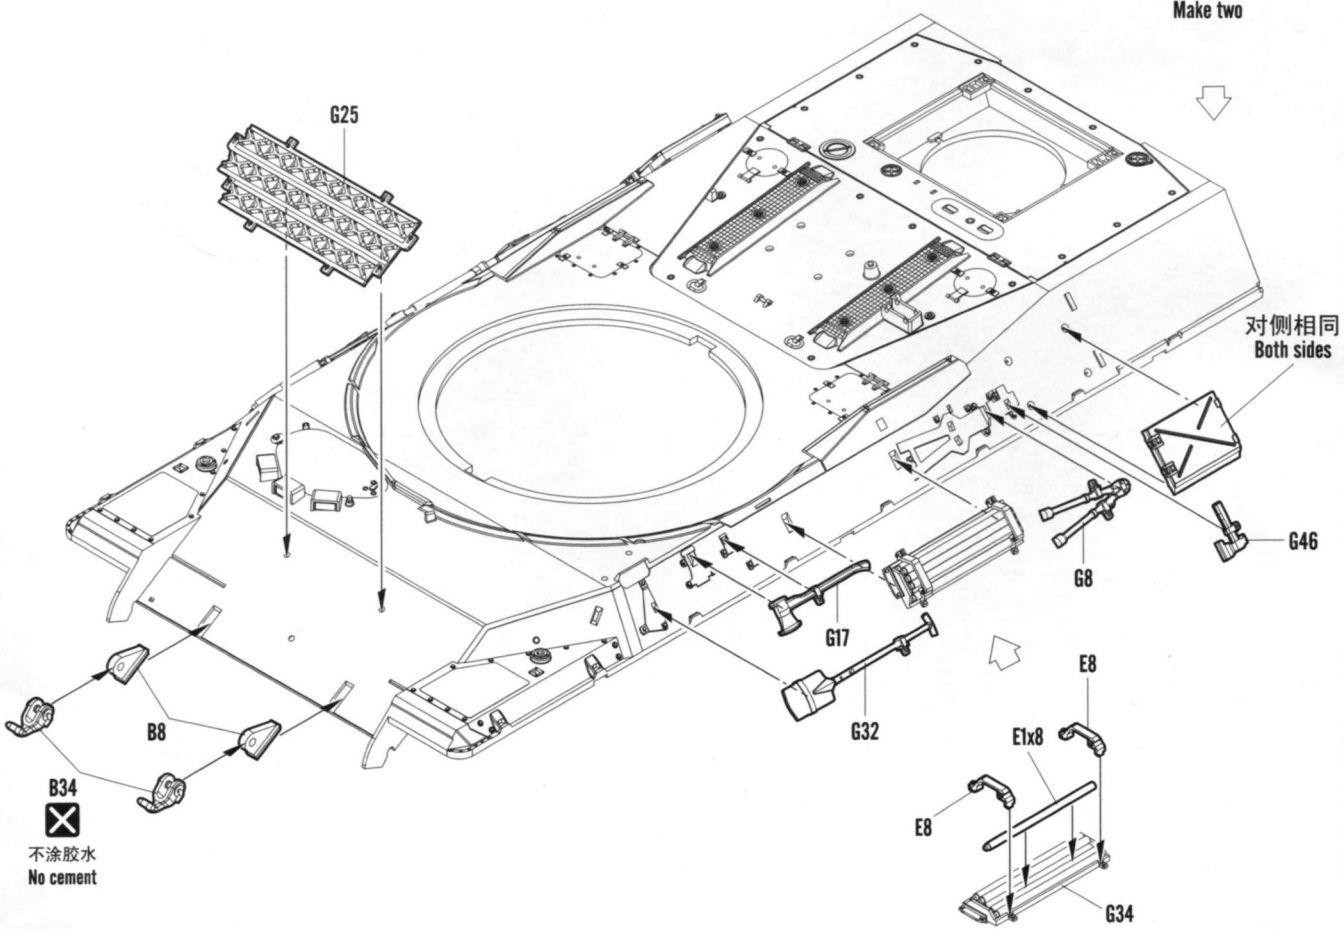 Make two
G25
对侧相同
Both sides
G46
G8
G17
E8
G32
E1x8
B8
B34
E8
不涂胶水
No cement
G34